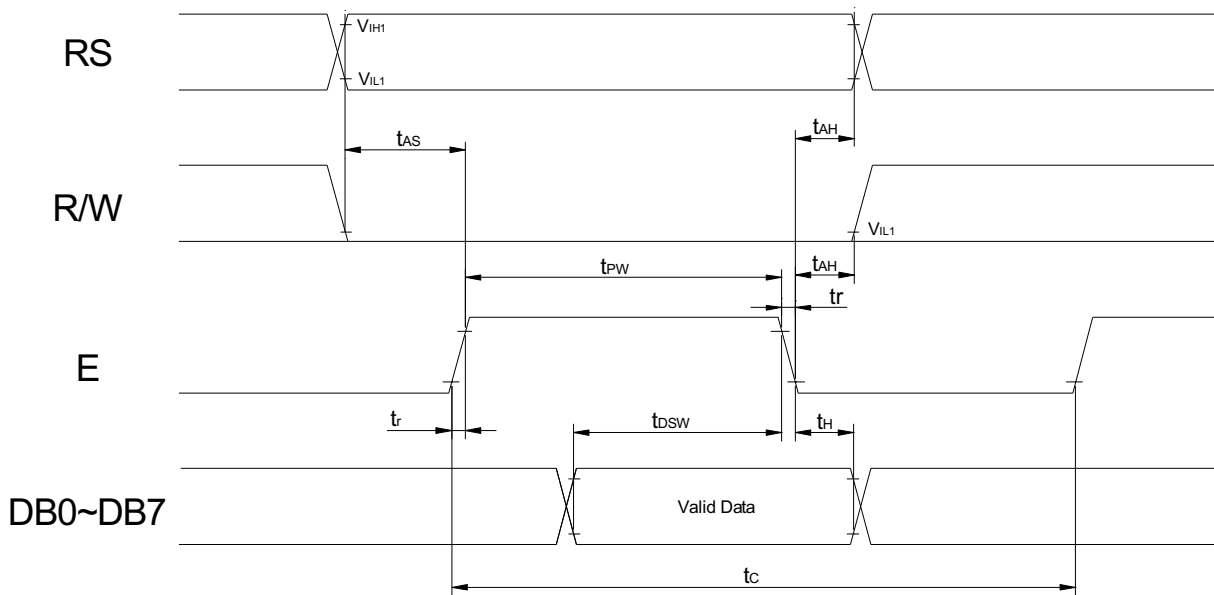 VIH1
RS
VIL1
tAS
tAH
R/W
VIL1
tPW
tAH
tr
E
tr
tDSW
tH
DB0~DB7
Valid Data
tC